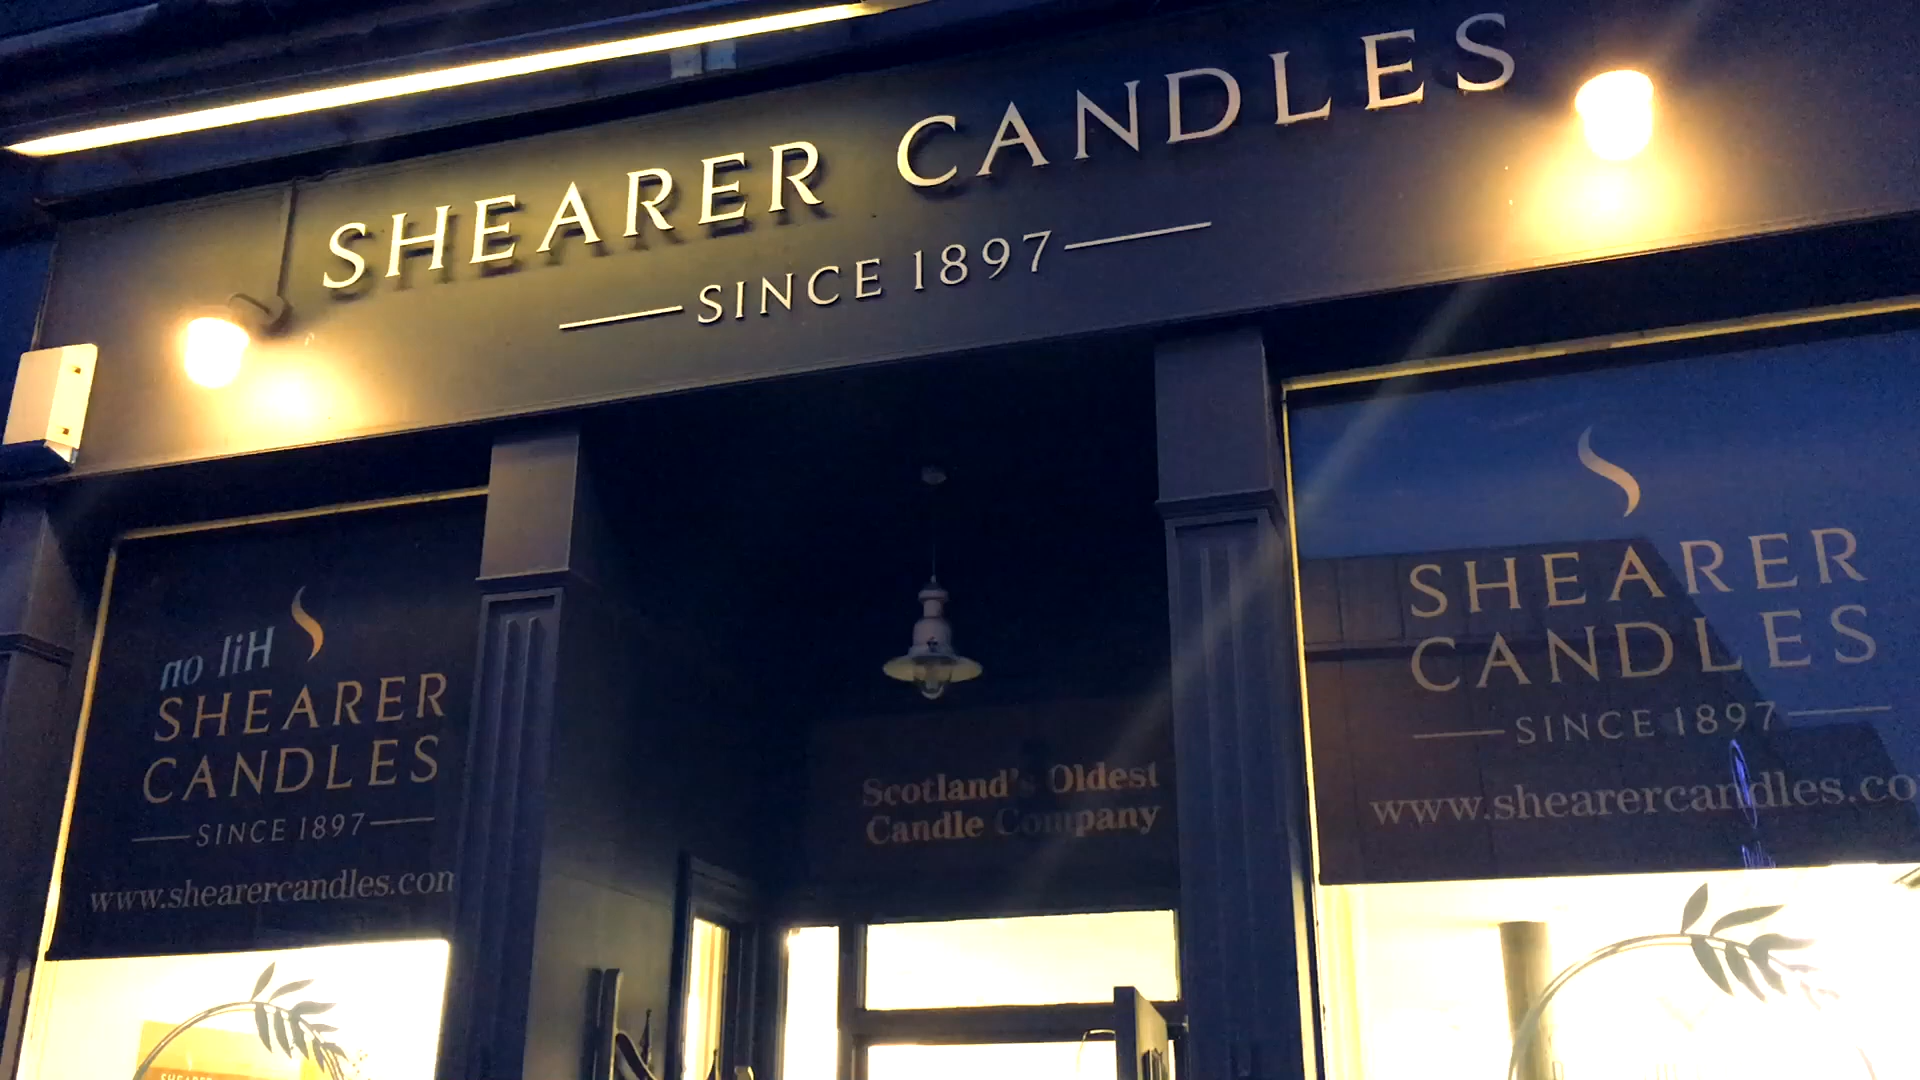 SHEARER CANDLES
SINCE 1897
no liH
SHEARER
CANDLES
SINCE 1897
www.shearercandles.com
Scotland's Oldest
Candle Company
SHEARER
CANDLES
SINCE 1897
www.shearercandles.co
SHEARER